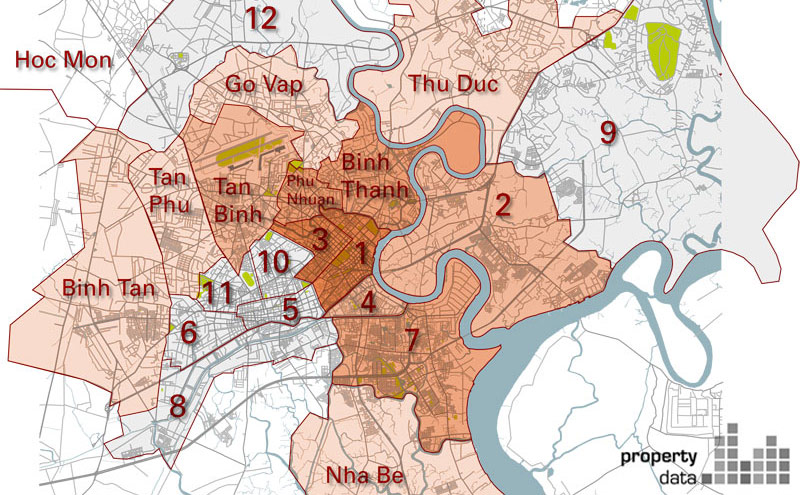 12
Hoc Mon
Go Vap
Thu Duc
9
Binh
Thanh
Tan
Phu
Tan
Binh
Phu
Nhuan
2
3
1
10
Binh Tan
11
5
4
6
7
8
Nha Be
property
data